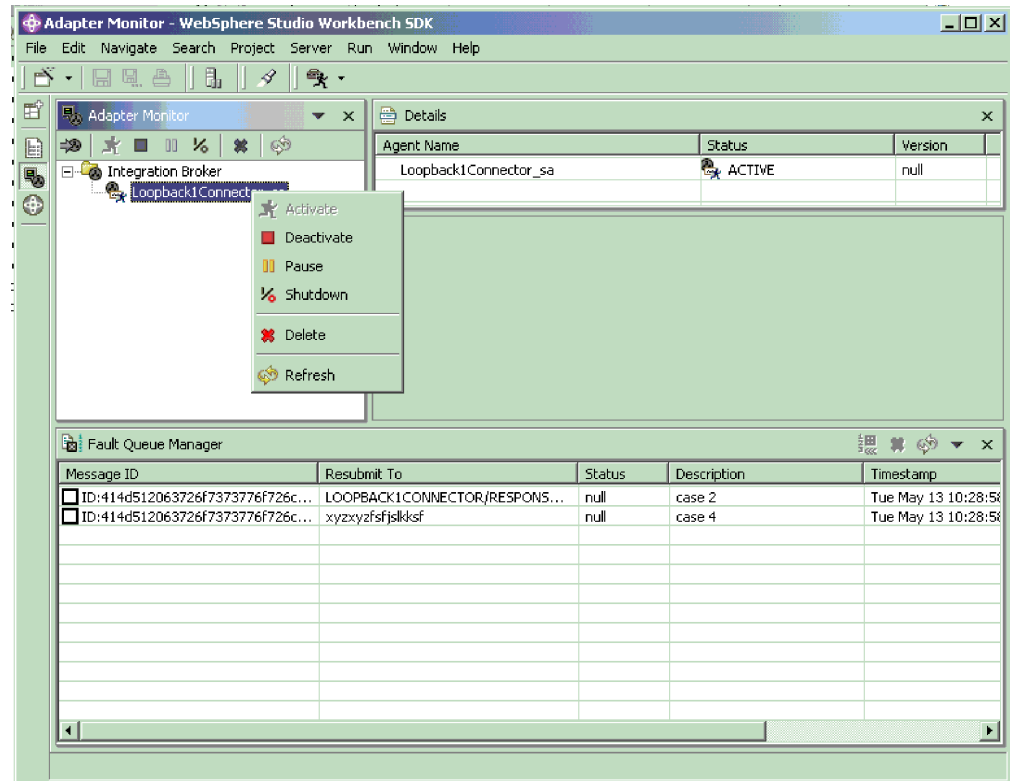 Adapter Monitor - WebSphere Studio Workbench SDK
File Edit Navigate Search Project Server Run Window Help
Adapter Monitor
Details
Agent Name Status Version
Integration Broker
Loopback1Connector_sa ACTIVE null
Loopback1Connector_sa
Activate
Deactivate
Pause
Shutdown
Delete
Refresh
Fault Queue Manager
Message ID Resubmit To Status Description Timestamp
ID:414d512063726f7373776f726c... LOOPBACK1CONNECTOR/RESPONS... null case 2 Tue May 13 10:28:58
ID:414d512063726f7373776f726c... xyzxyzfsfjslkksf null case 4 Tue May 13 10:28:58